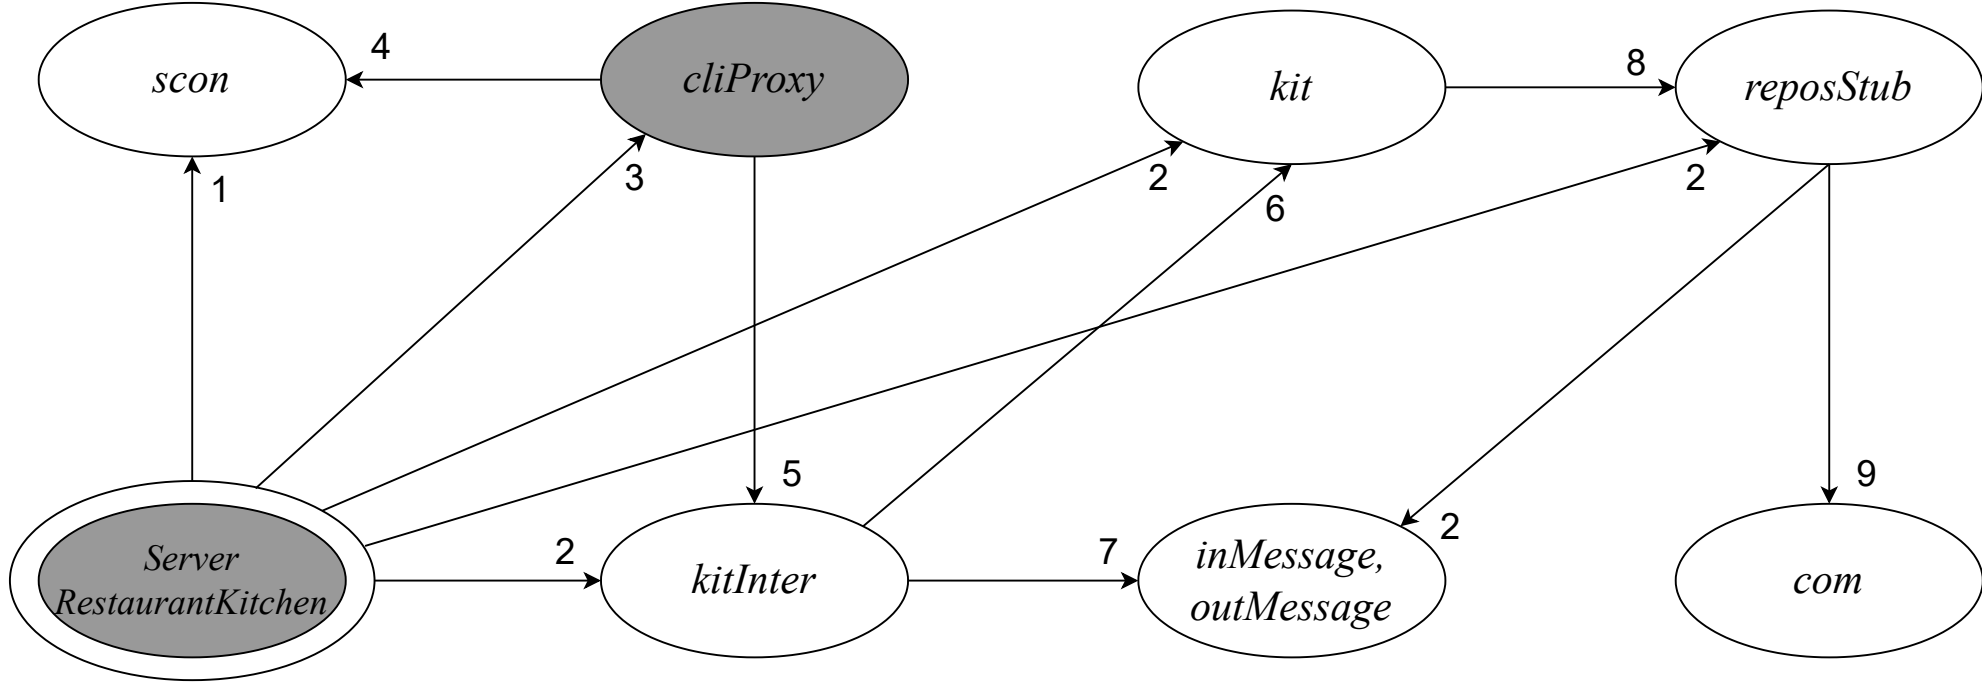 scon
4
cliProxy
kit
8
reposStub
1
3
2
6
2
Server
RestaurantKitchen
2
5
kitInter
7
inMessage,
outMessage
2
9
com